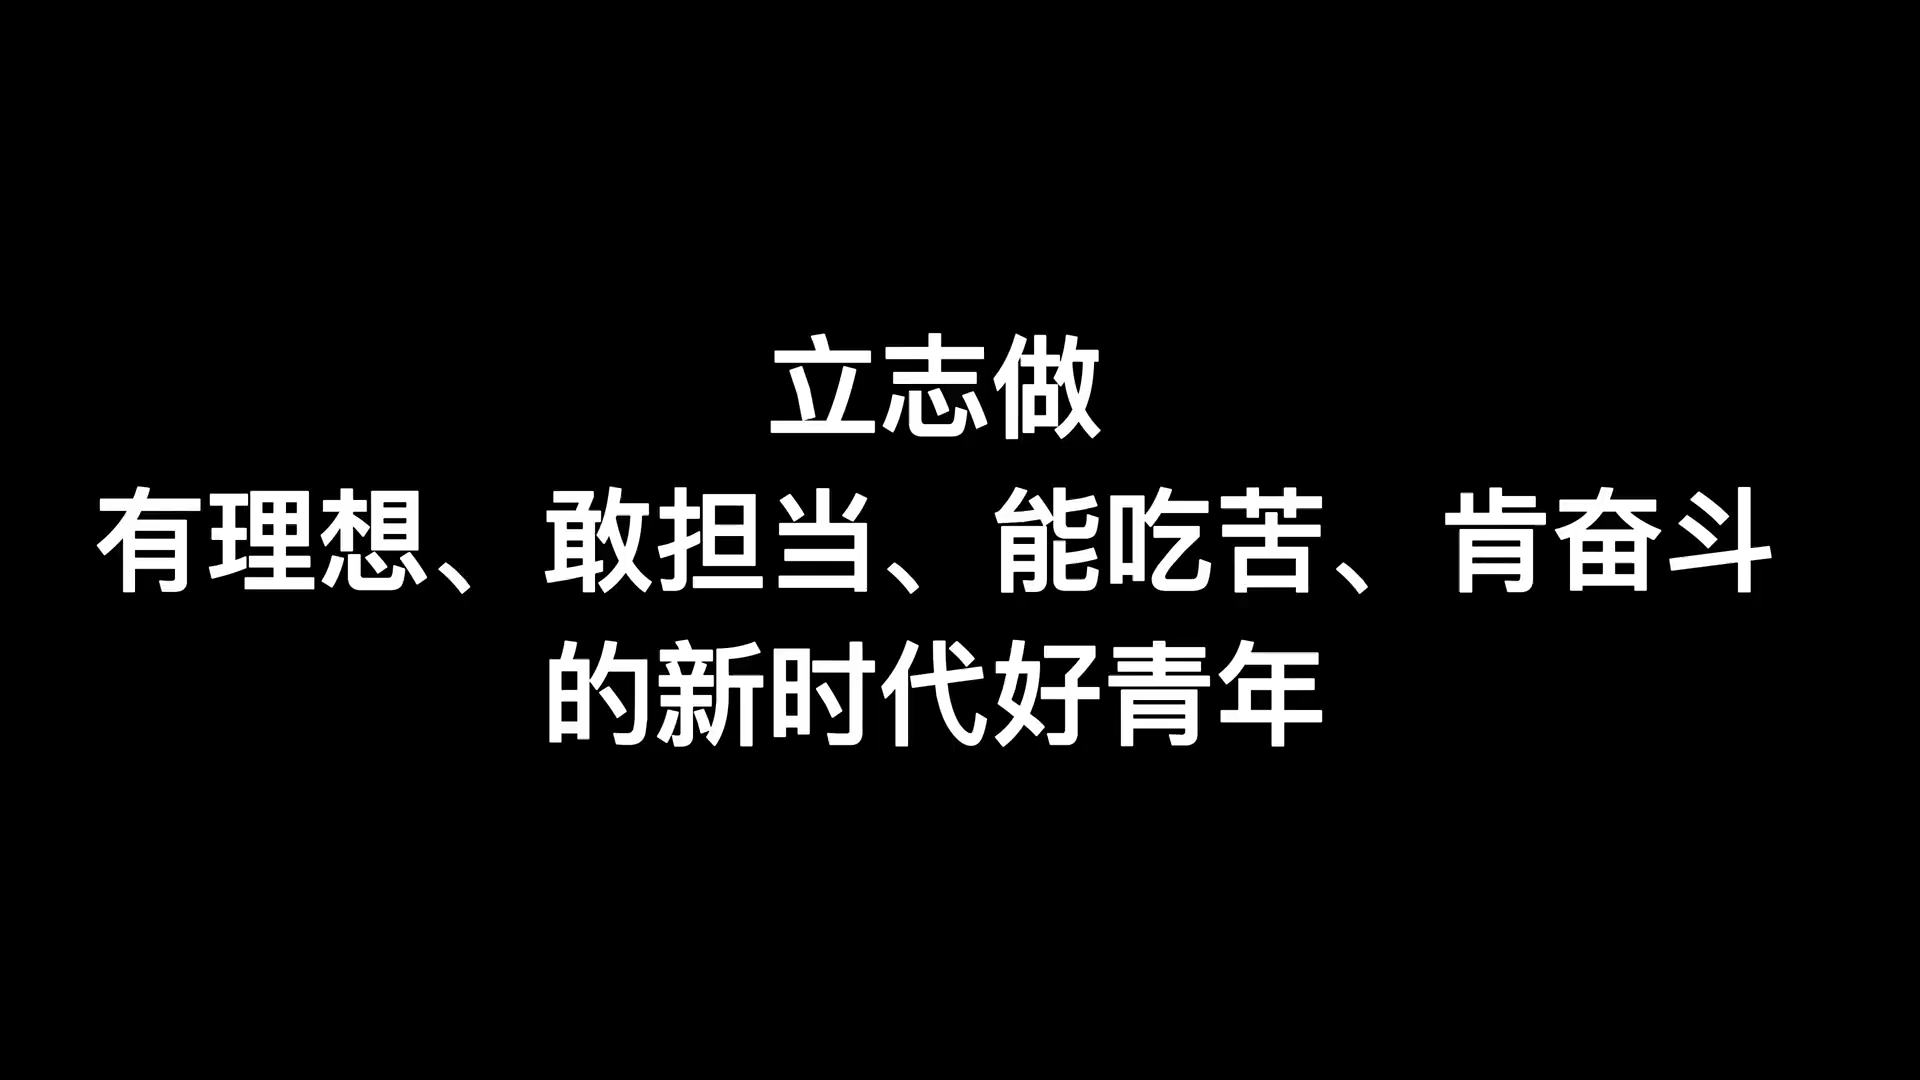 立志做
有理想、敢担当、能吃苦、肯奋斗
的新时代好青年